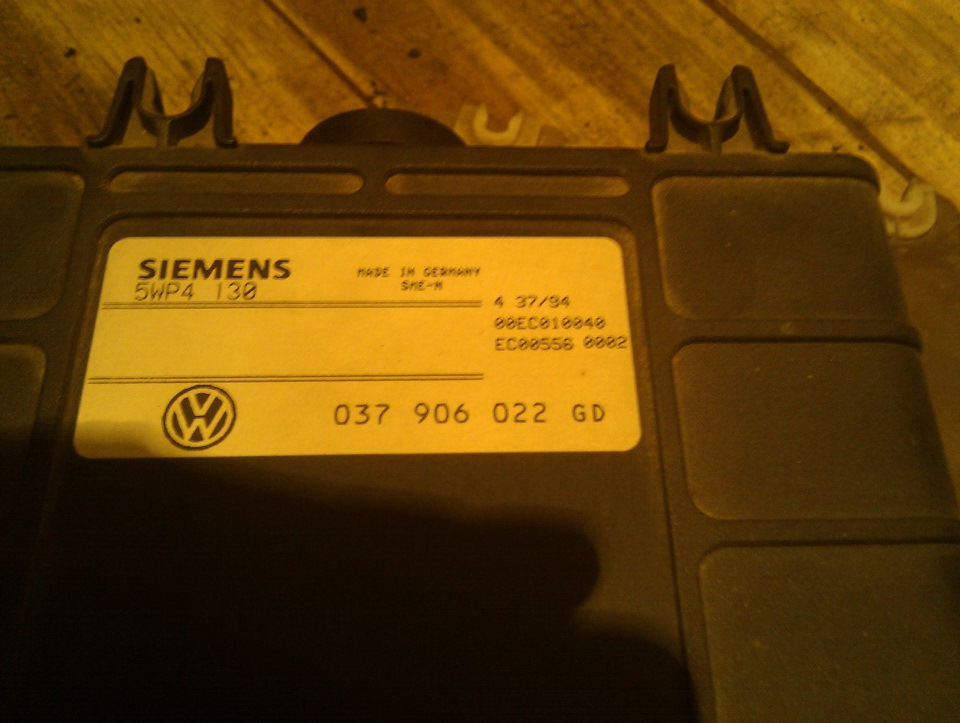 SIEMENS
5WP4 130
MADE IN GERMANY
SME-M
4 37/94
00EC010040
EC00556 0002
037 906 022 GD